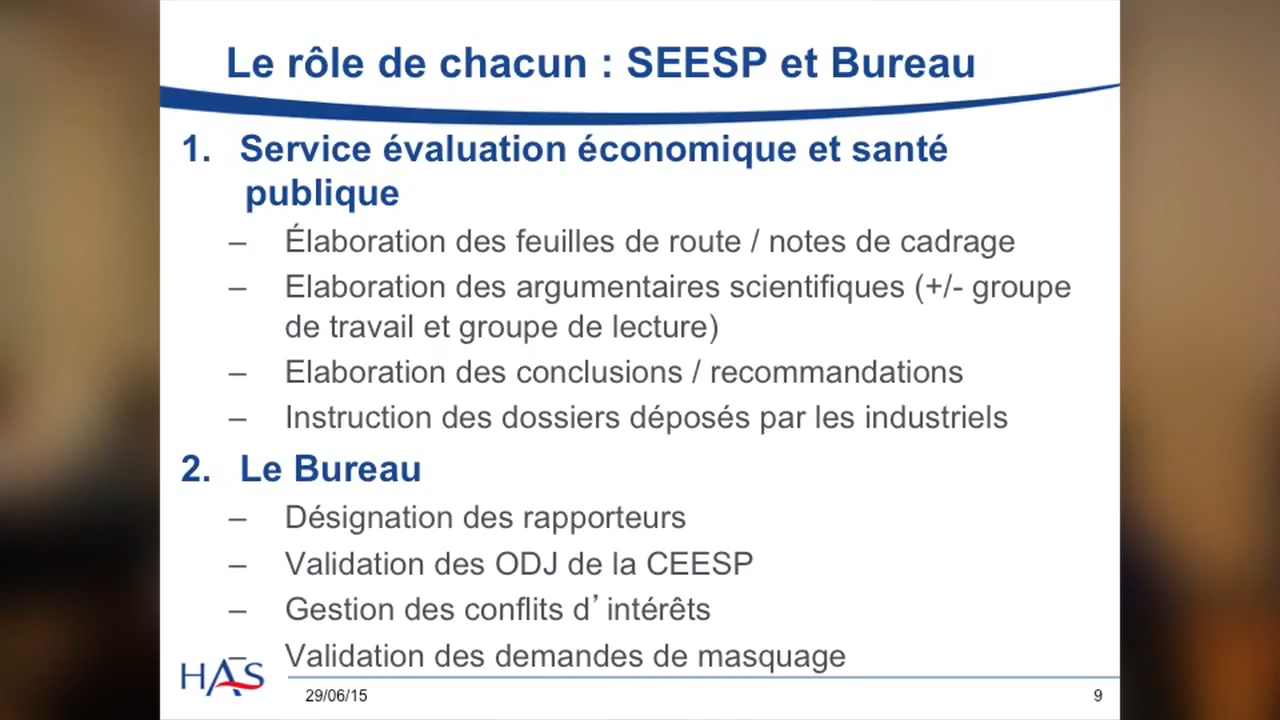 Le rôle de chacun : SEESP et Bureau
1. Service évaluation économique et santé
publique
– Élaboration des feuilles de route / notes de cadrage
– Elaboration des argumentaires scientifiques (+/- groupe
de travail et groupe de lecture)
– Elaboration des conclusions / recommandations
– Instruction des dossiers déposés par les industriels
2. Le Bureau
– Désignation des rapporteurs
– Validation des ODJ de la CEESP
– Gestion des conflits d’intérêts
– Validation des demandes de masquage
HAS
29/06/15
9